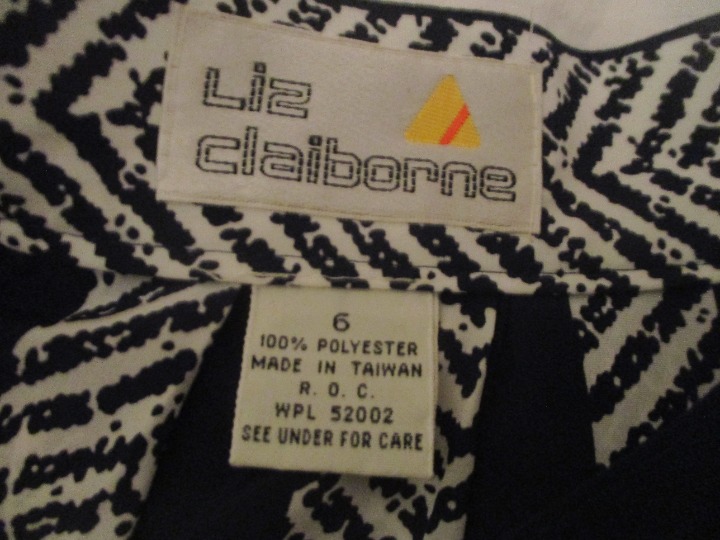 Liz
claiborne
6
100% POLYESTER
MADE IN TAIWAN
R. O. C.
WPL 52002
SEE UNDER FOR CARE